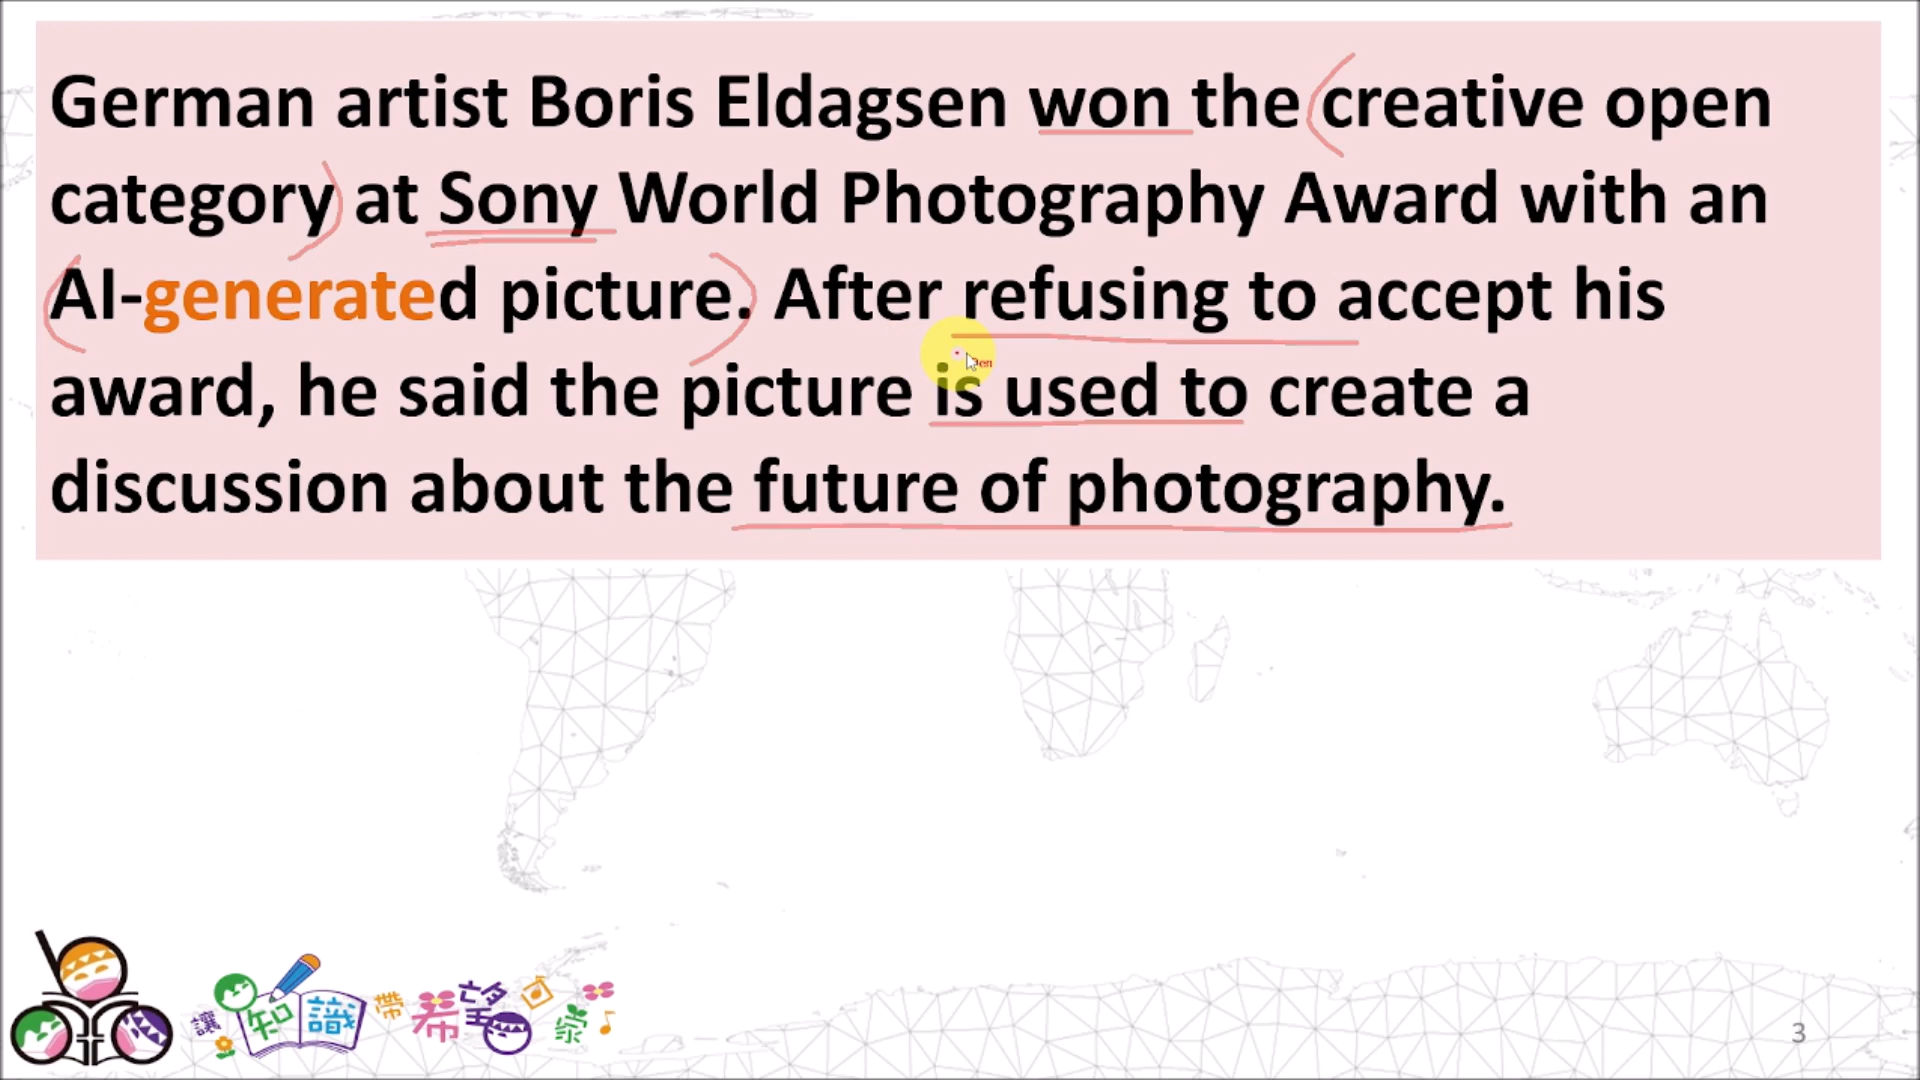 German artist Boris Eldagsen won the creative open
category at Sony World Photography Award with an
AI-generated picture. After refusing to accept his
award, he said the picture is used to create a
discussion about the future of photography.
Pen
讓知識帶希望來
3